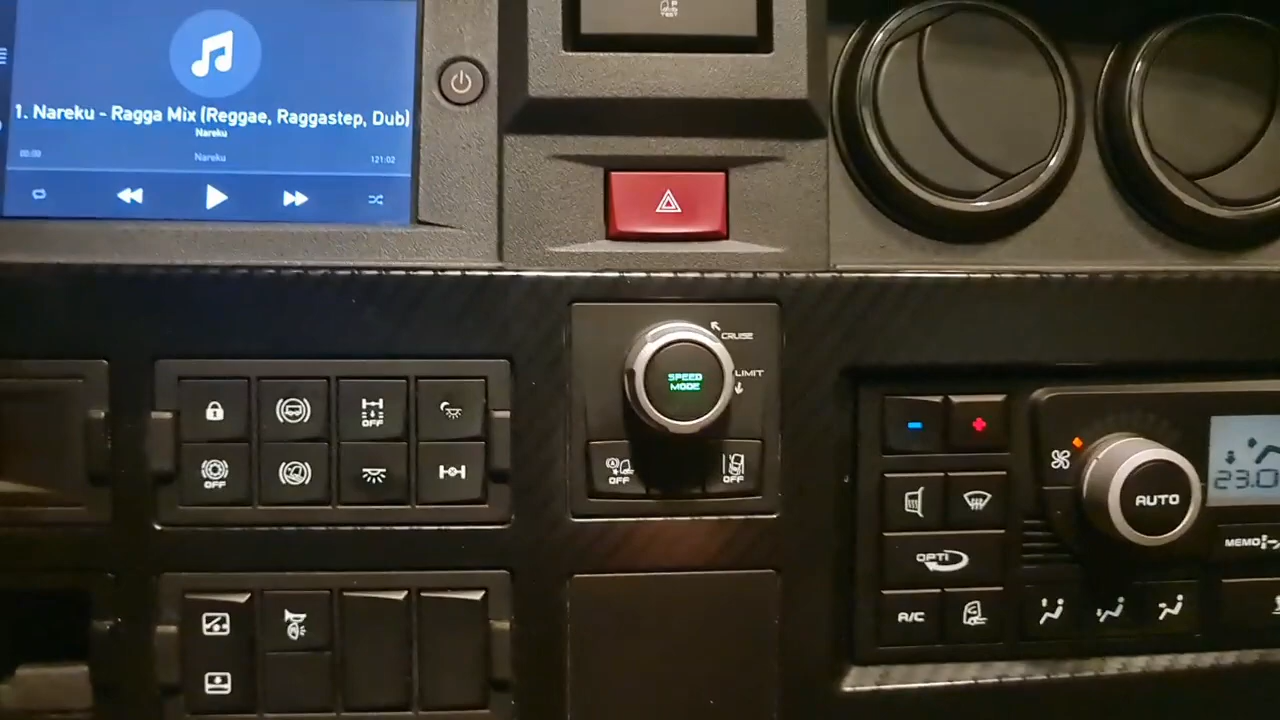 TEST
1. Nareku - Ragga Mix (Reggae, Raggastep, Dub)
Nareku
00:00
Nareku
121:02
CRUISE
LIMIT
SPEED
MODE
OFF
OFF
OFF
OFF
AUTO
23.0
MEMO
OPTI
A/C